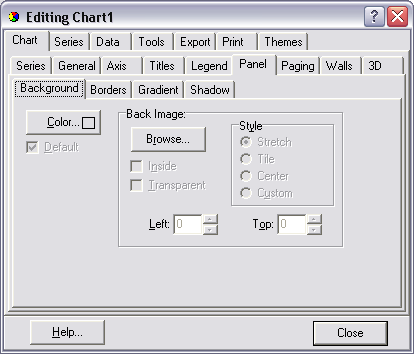 Editing Chart1
Chart Series Data Tools Export Print Themes
Series General Axis Titles Legend Panel Paging Walls 3D
Background Borders Gradient Shadow
Color...
Default
Back Image:
Browse...
Inside
Transparent
Style
Stretch
Tile
Center
Custom
Left: 0 Top: 0
Help... Close